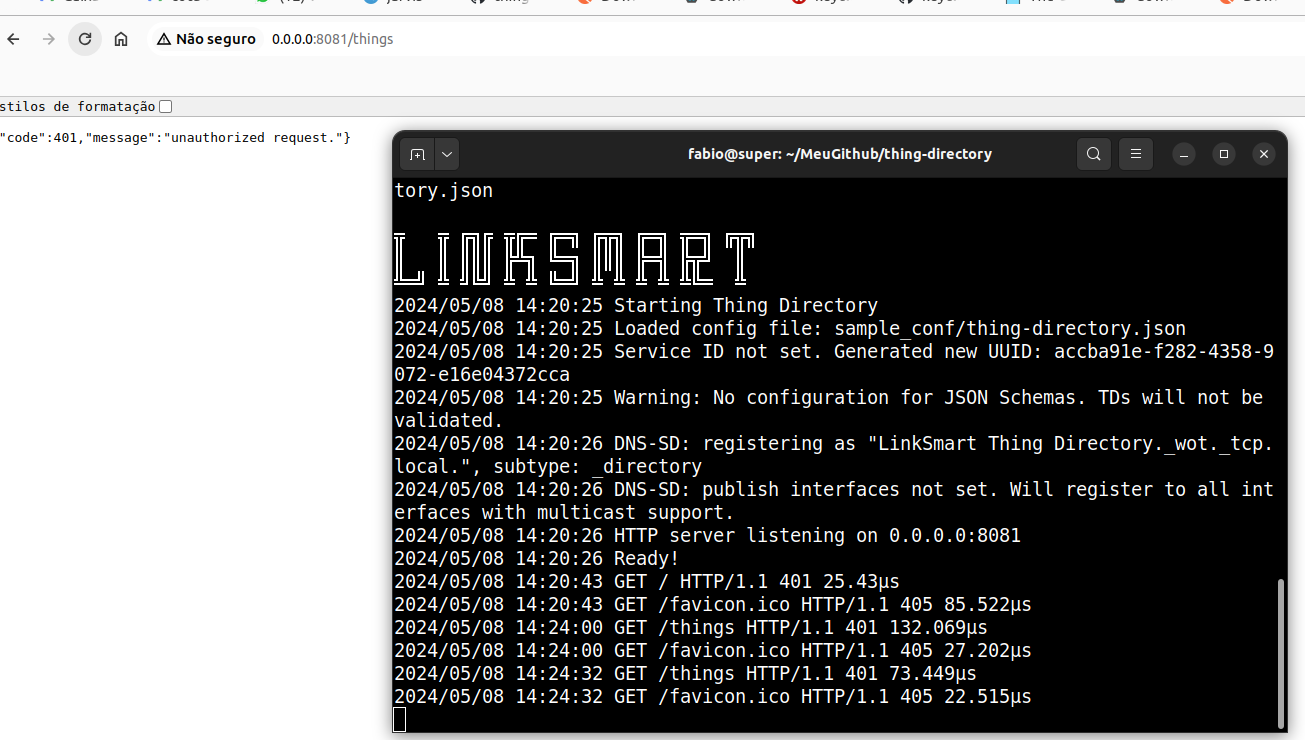 Não seguro 0.0.0.0:8081/things
stilos de formatação
"code":401,"message":"unauthorized request."}
fabio@super: ~/MeuGithub/thing-directory
tory.json
LINKSMART
2024/05/08 14:20:25 Starting Thing Directory
2024/05/08 14:20:25 Loaded config file: sample_conf/thing-directory.json
2024/05/08 14:20:25 Service ID not set. Generated new UUID: accba91e-f282-4358-9
072-e16e04372cca
2024/05/08 14:20:25 Warning: No configuration for JSON Schemas. TDs will not be
validated.
2024/05/08 14:20:26 DNS-SD: registering as "LinkSmart Thing Directory._wot._tcp.
local.", subtype: _directory
2024/05/08 14:20:26 DNS-SD: publish interfaces not set. Will register to all int
erfaces with multicast support.
2024/05/08 14:20:26 HTTP server listening on 0.0.0.0:8081
2024/05/08 14:20:26 Ready!
2024/05/08 14:20:43 GET / HTTP/1.1 401 25.43µs
2024/05/08 14:20:43 GET /favicon.ico HTTP/1.1 405 85.522µs
2024/05/08 14:24:00 GET /things HTTP/1.1 401 132.069µs
2024/05/08 14:24:00 GET /favicon.ico HTTP/1.1 405 27.202µs
2024/05/08 14:24:32 GET /things HTTP/1.1 401 73.449µs
2024/05/08 14:24:32 GET /favicon.ico HTTP/1.1 405 22.515µs